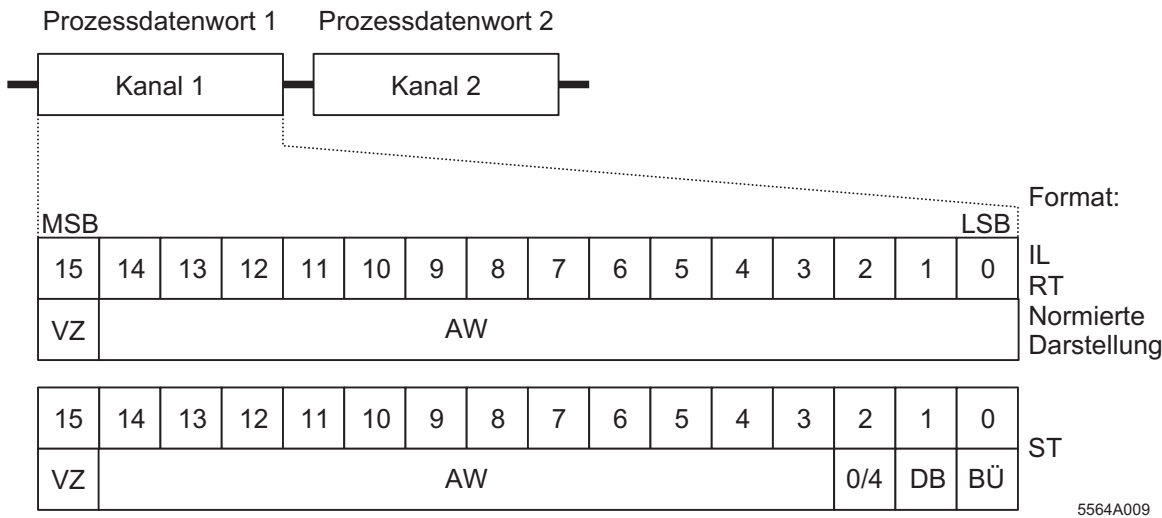 Prozessdatenwort 1 Prozessdatenwort 2
Kanal 1 Kanal 2
Format:
MSB LSB
15 14 13 12 11 10 9 8 7 6 5 4 3 2 1 0
IL
RT
VZ AW
Normierte
Darstellung
15 14 13 12 11 10 9 8 7 6 5 4 3 2 1 0
ST
VZ AW 0/4 DB BÜ
5564A009